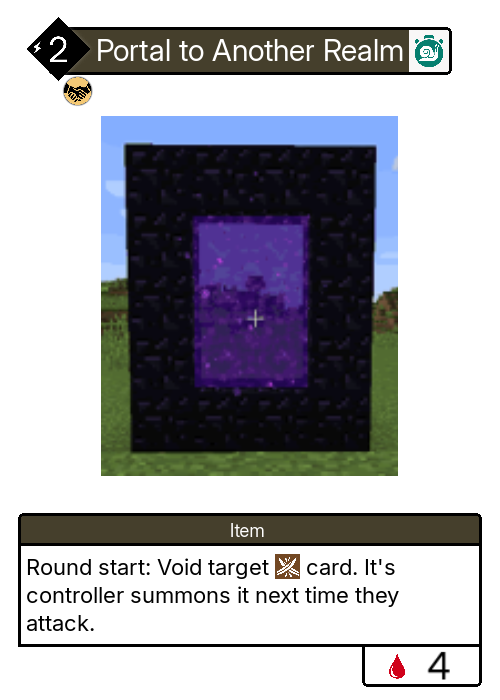 2 Portal to Another Realm
Item
Round start: Void target card. It's
controller summons it next time they
attack.
4